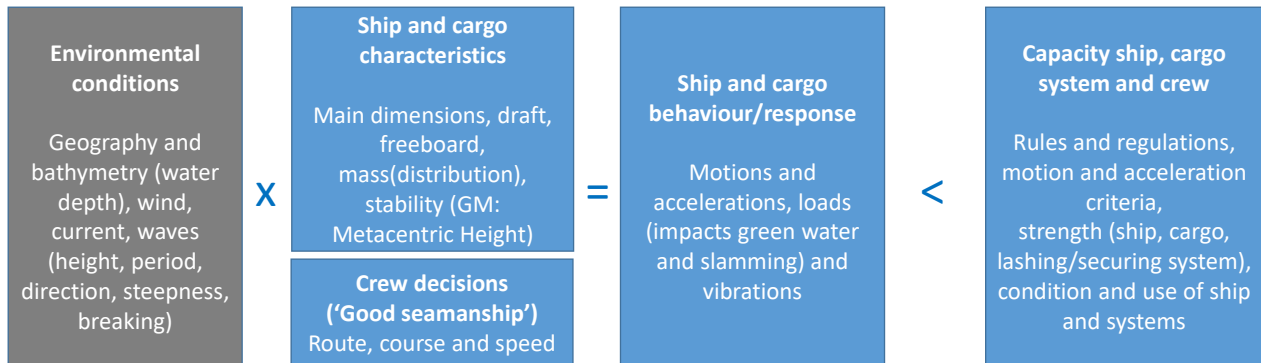 Environmental
conditions
Geography and
bathymetry (water
depth), wind,
current, waves
(height, period,
direction, steepness,
breaking)
x
Ship and cargo
characteristics
Main dimensions, draft,
freeboard,
mass(distribution),
stability (GM:
Metacentric Height)
Crew decisions
(‘Good seamanship’)
Route, course and speed
=
Ship and cargo
behaviour/response
Motions and
accelerations, loads
(impacts green water
and slamming) and
vibrations
<
Capacity ship, cargo
system and crew
Rules and regulations,
motion and acceleration
criteria,
strength (ship, cargo,
lashing/securing system),
condition and use of ship
and systems